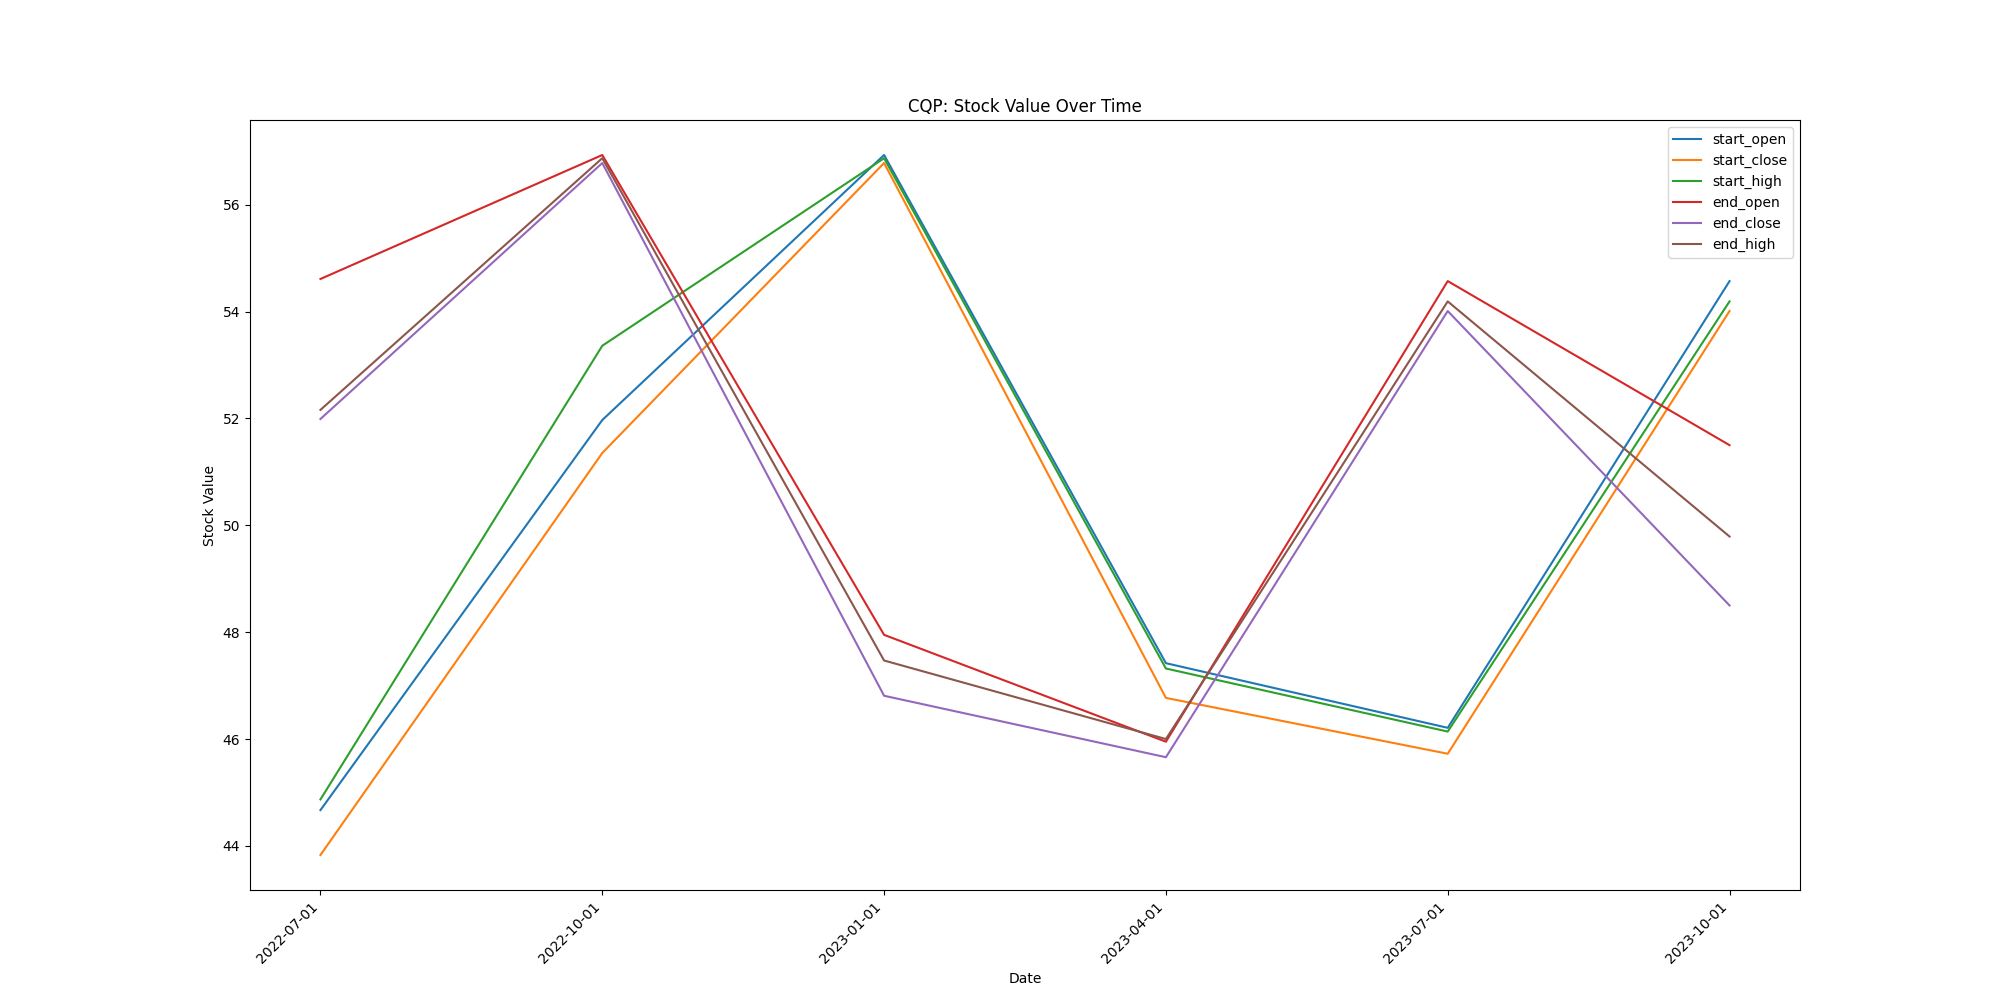 CQP: Stock Value Over Time
start_open
start_close
start_high
end_open
end_close
end_high
Stock Value
56
54
52
50
48
46
44
2022-07-01
2022-10-01
2023-01-01
2023-04-01
2023-07-01
2023-10-01
Date